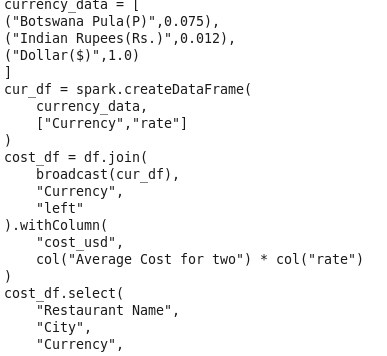 currency_data = [
("Botswana Pula(P)",0.075),
("Indian Rupees(Rs.)",0.012),
("Dollar($)",1.0)
]
cur_df = spark.createDataFrame(
    currency_data,
    ["Currency","rate"]
)
cost_df = df.join(
    broadcast(cur_df),
    "Currency",
    "left"
).withColumn(
    "cost_usd",
    col("Average Cost for two") * col("rate")
)
cost_df.select(
    "Restaurant Name",
    "City",
    "Currency",